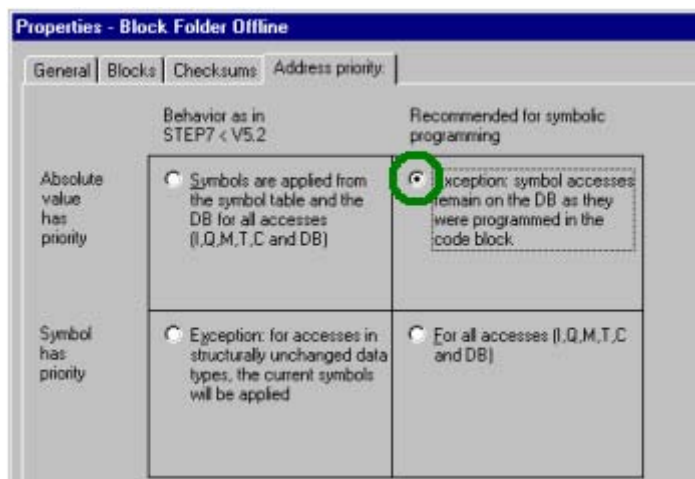 Properties - Block Folder Offline
General
Blocks
Checksums
Address priority:
Behavior as in
STEP7 < V5.2
Recommended for symbolic
programming
Absolute
value
has
priority
Symbols are applied from
the symbol table and the
DB for all accesses
(I,Q,M,T,C and DB)
Exception: symbol accesses
remain on the DB as they
were programmed in the
code block
Symbol
has
priority
Exception: for accesses in
structurally unchanged data
types, the current symbols
will be applied
For all accesses (I,Q,M,T,C
and DB)